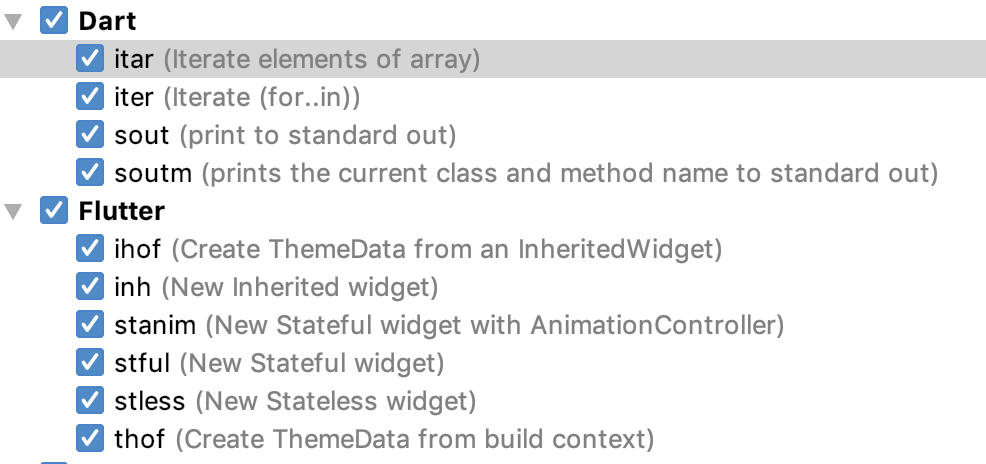 Dart
itar (Iterate elements of array)
iter (Iterate (for..in))
sout (print to standard out)
soutm (prints the current class and method name to standard out)
Flutter
ihof (Create ThemeData from an InheritedWidget)
inh (New Inherited widget)
stanim (New Stateful widget with AnimationController)
stful (New Stateful widget)
stless (New Stateless widget)
thof (Create ThemeData from build context)